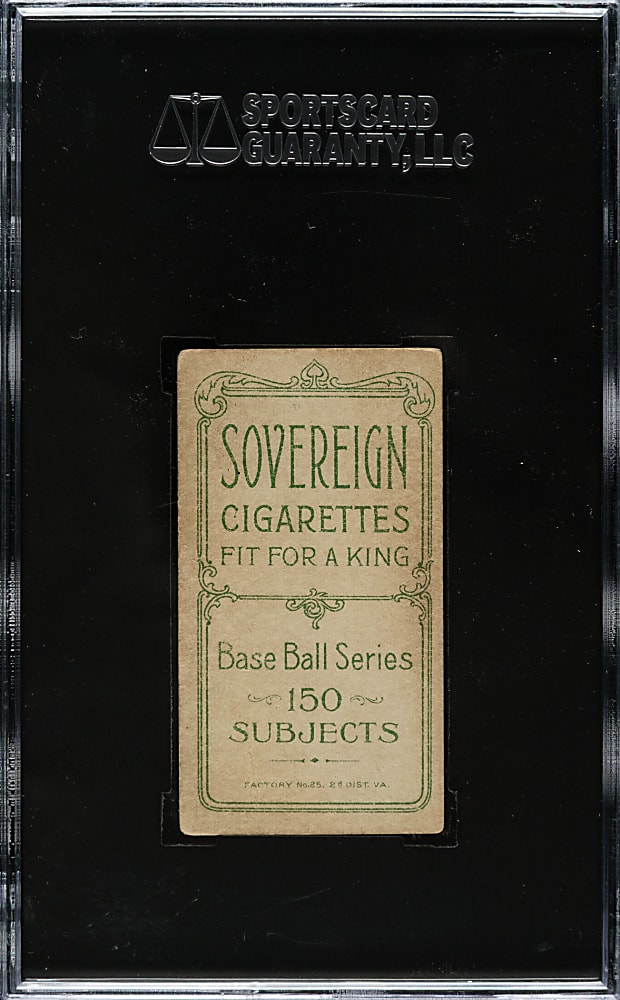 SPORTSCARD
GUARANTY, LLC
SOVEREIGN
CIGARETTES
FIT FOR A KING
Base Ball Series
150
SUBJECTS
FACTORY No. 25, 2d DIST. VA.